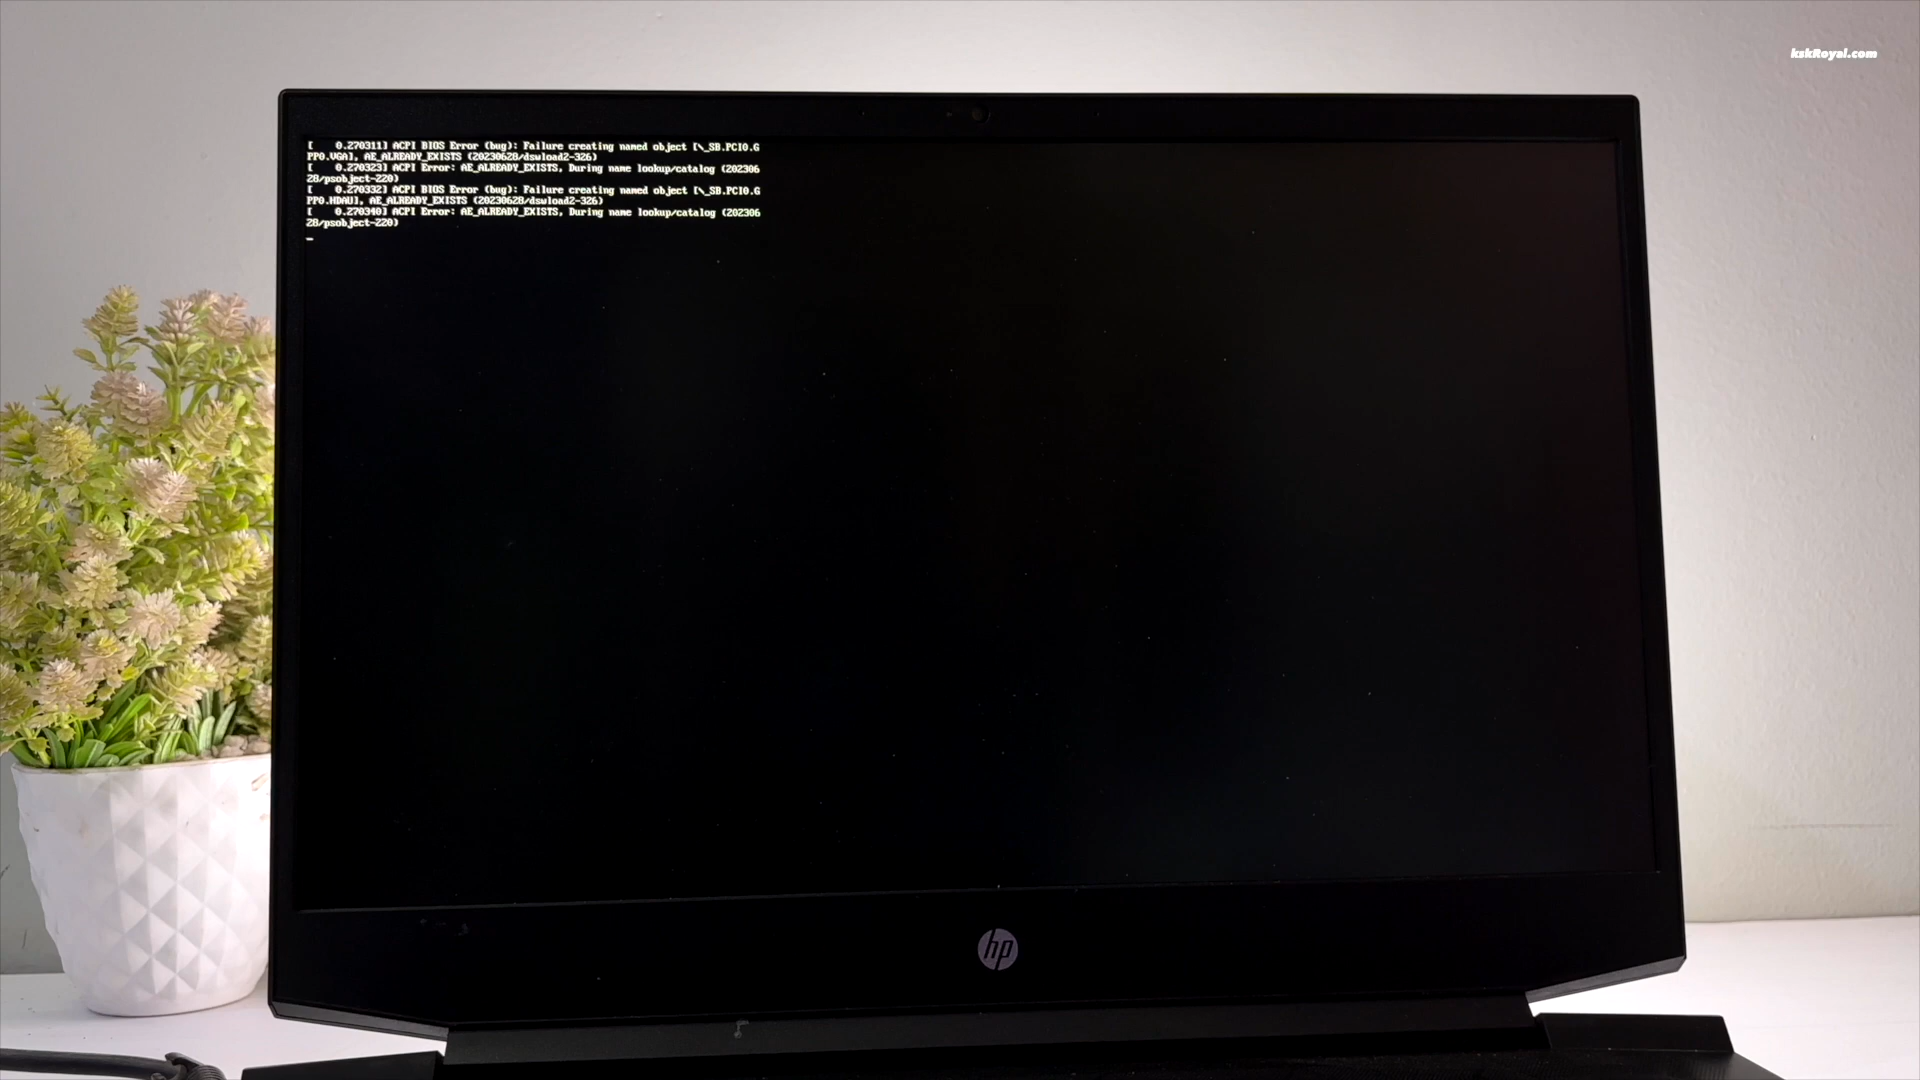 kskRoyal.com
[    0.270311] ACPI BIOS Error (bug): Failure creating named object [\_SB.PCI0.G
PP0.VGA], AE_ALREADY_EXISTS (20230628/dswload2-326)
[    0.270323] ACPI Error: AE_ALREADY_EXISTS, During name lookup/catalog (202306
28/psobject-220)
[    0.270332] ACPI BIOS Error (bug): Failure creating named object [\_SB.PCI0.G
PP0.HDAU], AE_ALREADY_EXISTS (20230628/dswload2-326)
[    0.270340] ACPI Error: AE_ALREADY_EXISTS, During name lookup/catalog (202306
28/psobject-220)
_
hp